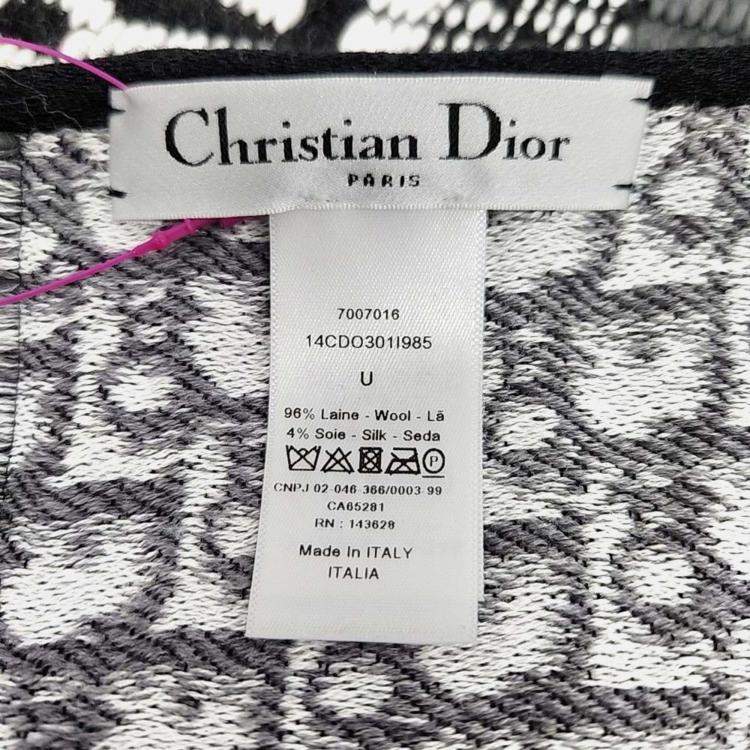 Christian Dior
PARIS
7007016
14CDO301I985
U
96% Laine - Wool - Lã
4% Soie - Silk - Seda
P
CNPJ 02-046-366/0003-99
CA65281
RN : 143628
Made In ITALY
ITALIA